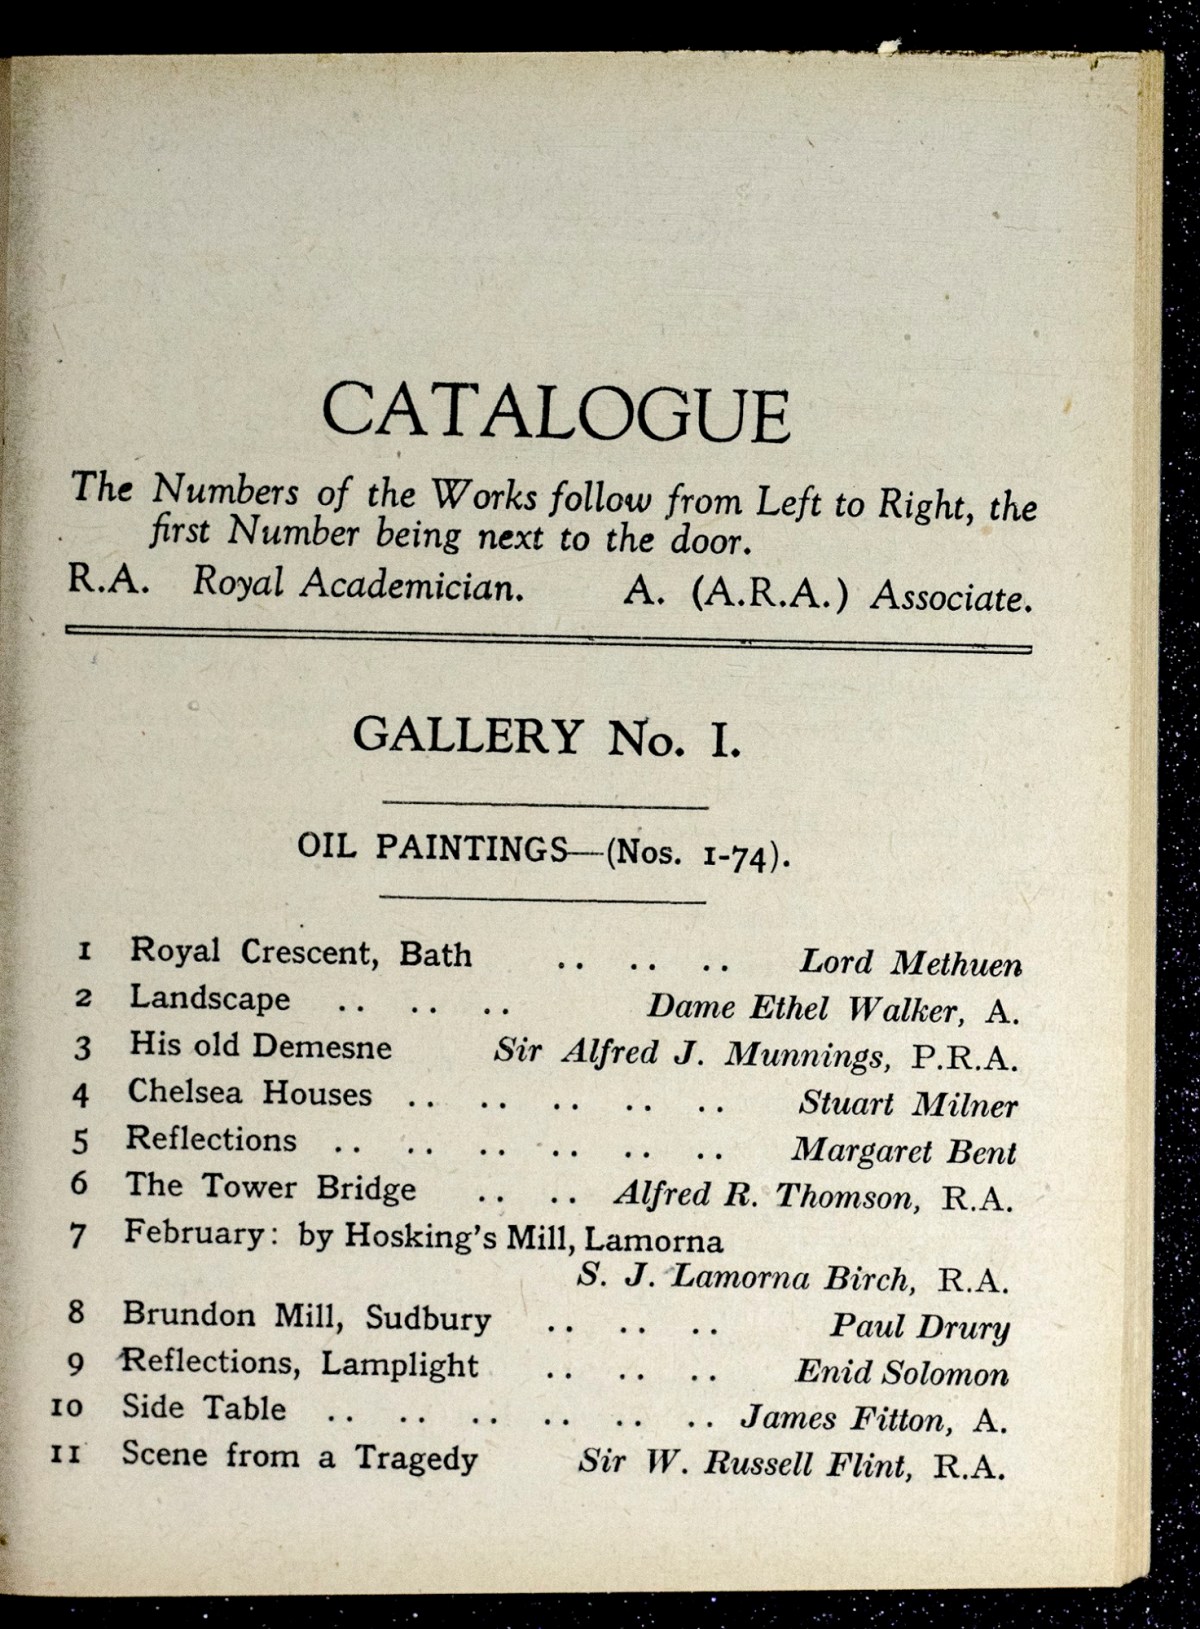 CATALOGUE
The Numbers of the Works follow from Left to Right, the
first Number being next to the door.
R.A. Royal Academician. A. (A.R.A.) Associate.
GALLERY No. I.
OIL PAINTINGS—(Nos. 1-74).
1 Royal Crescent, Bath .. .. .. Lord Methuen
2 Landscape .. .. .. Dame Ethel Walker, A.
3 His old Demesne Sir Alfred J. Munnings, P.R.A.
4 Chelsea Houses .. .. .. .. .. Stuart Milner
5 Reflections .. .. .. .. .. .. Margaret Bent
6 The Tower Bridge .. .. Alfred R. Thomson, R.A.
7 February: by Hosking's Mill, Lamorna
S. J. Lamorna Birch, R.A.
8 Brundon Mill, Sudbury .. .. .. Paul Drury
9 Reflections, Lamplight .. .. .. Enid Solomon
10 Side Table .. .. .. .. .. .. James Fitton, A.
11 Scene from a Tragedy Sir W. Russell Flint, R.A.